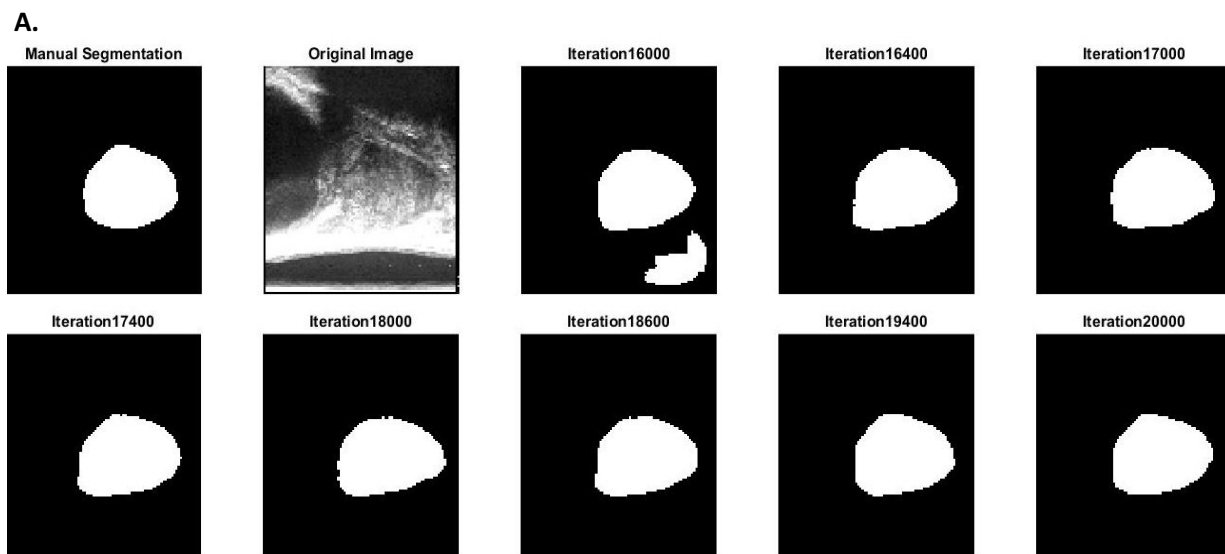 A.
Manual Segmentation
Original Image
Iteration16000
Iteration16400
Iteration17000
Iteration17400
Iteration18000
Iteration18600
Iteration19400
Iteration20000